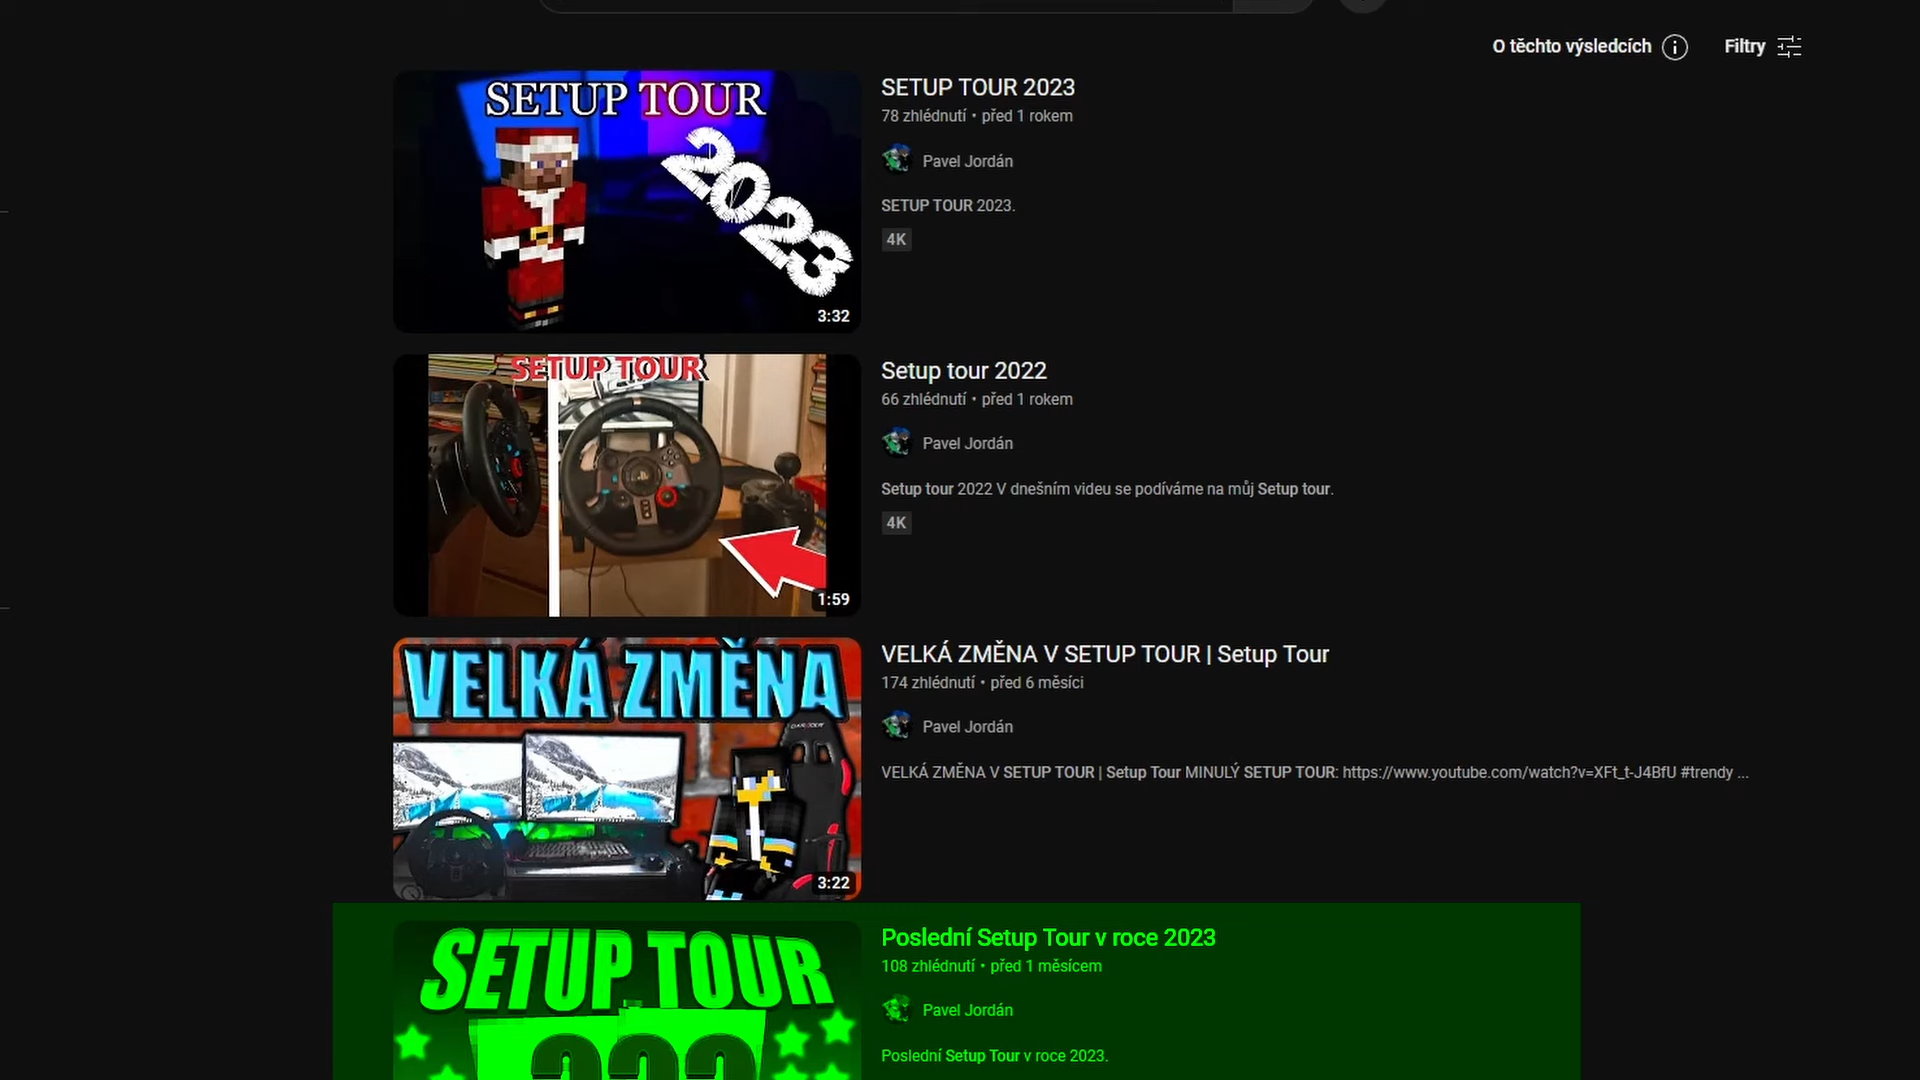 O těchto výsledcích
Filtry
SETUP TOUR
2023
3:32
SETUP TOUR 2023
78 zhlédnutí • před 1 rokem
Pavel Jordán
SETUP TOUR 2023.
4K
SETUP TOUR
1:59
Setup tour 2022
66 zhlédnutí • před 1 rokem
Pavel Jordán
Setup tour 2022 V dnešním videu se podíváme na můj Setup tour.
4K
VELKÁ ZMĚNA
3:22
VELKÁ ZMĚNA V SETUP TOUR | Setup Tour
174 zhlédnutí • před 6 měsíci
Pavel Jordán
VELKÁ ZMĚNA V SETUP TOUR | Setup Tour MINULÝ SETUP TOUR: https://www.youtube.com/watch?v=XFt_t-J4BfU #trendy ...
SETUP TOUR
???
Poslední Setup Tour v roce 2023
108 zhlédnutí • před 1 měsícem
Pavel Jordán
Poslední Setup Tour v roce 2023.